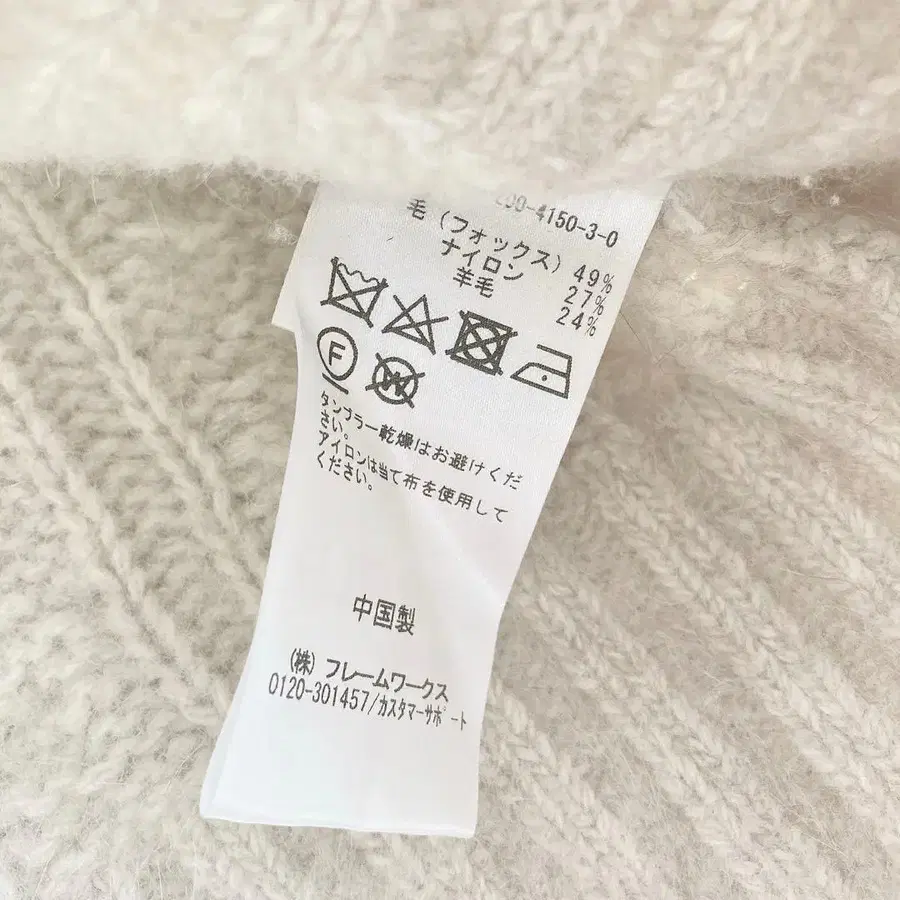 -4150-3-0
毛（フォックス） 49%
ナイロン 27%
羊毛 24%
F
W
タンブラー乾燥はお避けくだ
さい。
アイロンは当て布を使用して
ください。
中国製
(株) フレームワークス
0120-301457/カスタマーサポート